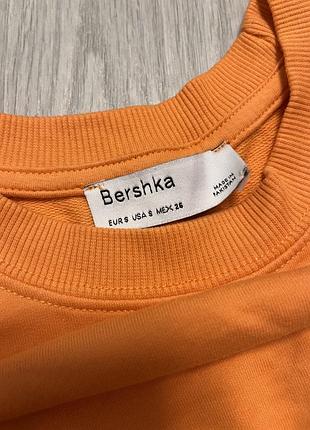 Bershka
EUR S USA S MEX 26
MADE IN
PAKISTAN